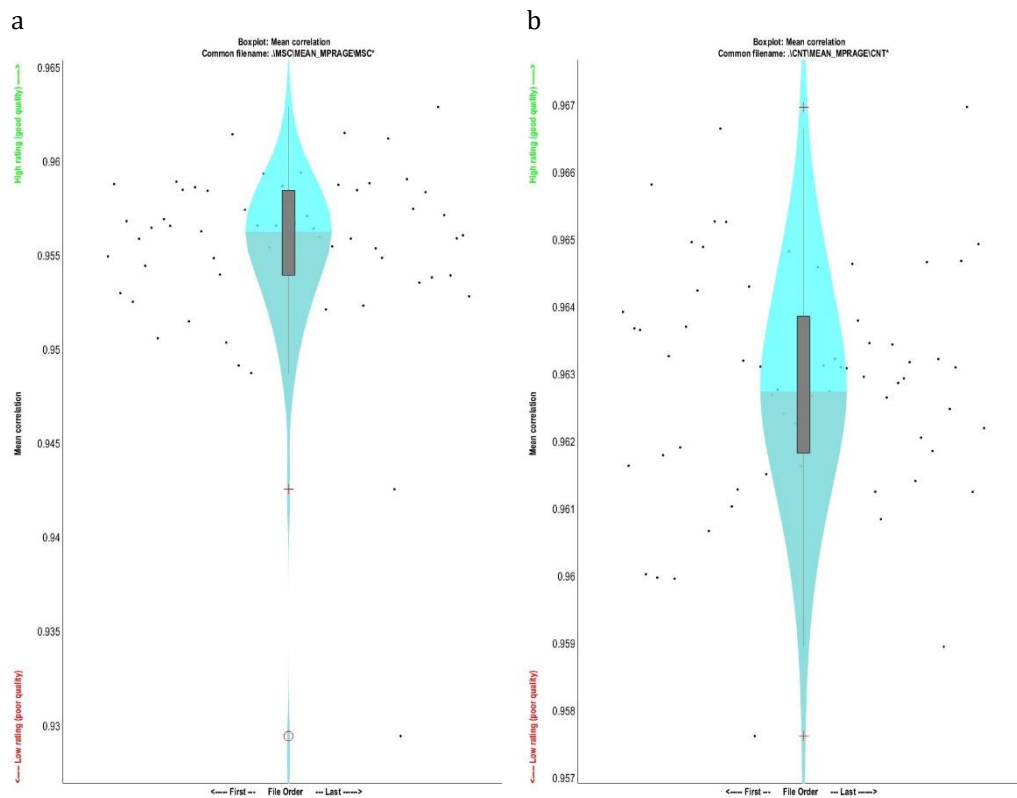 a
Boxplot: Mean correlation
Common filename: .\MSC\MEAN_MPRAGE\MSC*
High rating (good quality) ----->
Mean correlation
<----- Low rating (poor quality)
0.965
0.96
0.955
0.95
0.945
0.94
0.935
0.93
<----- First --- File Order --- Last ----->
b
Boxplot: Mean correlation
Common filename: .\CNT\MEAN_MPRAGE\CNT*
High rating (good quality) ----->
Mean correlation
<----- Low rating (poor quality)
0.967
0.966
0.965
0.964
0.963
0.962
0.961
0.96
0.959
0.958
0.957
<----- First --- File Order --- Last ----->